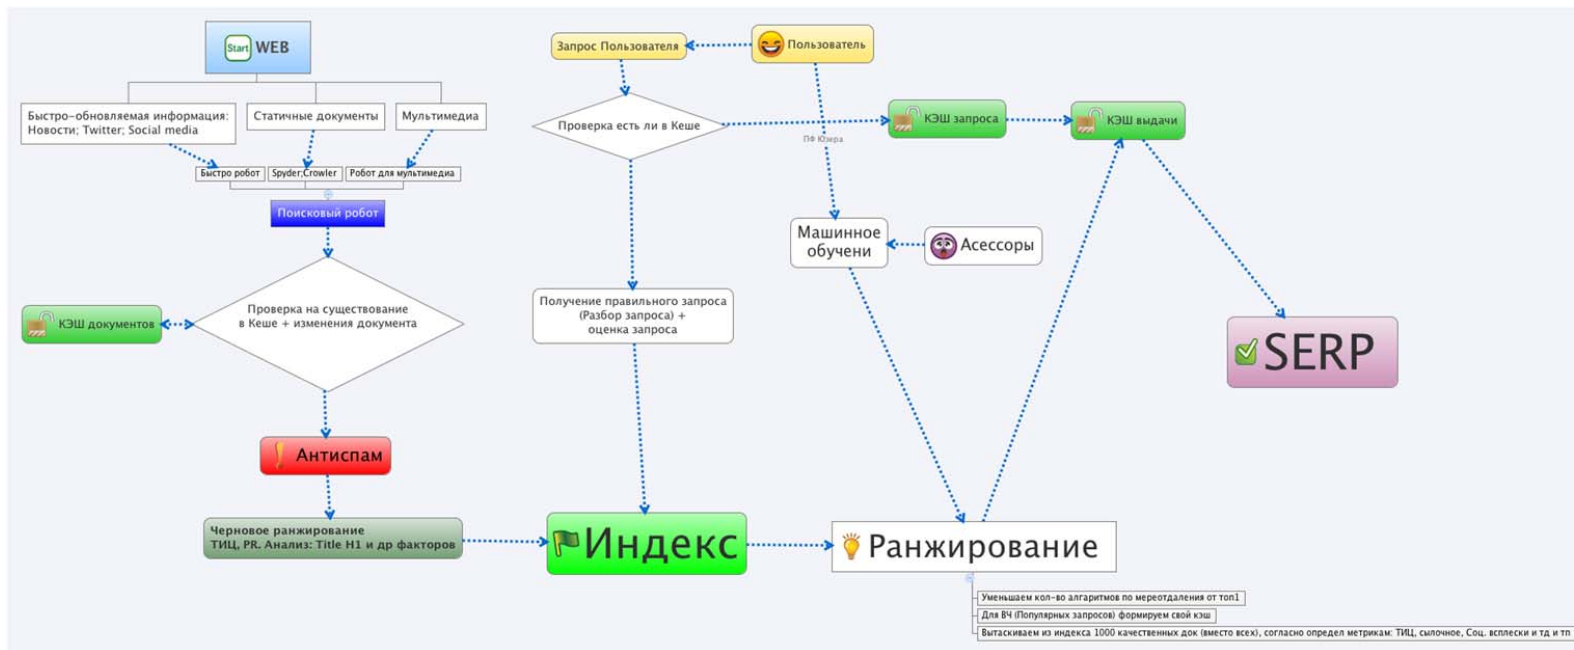 Start WEB
Быстро-обновляемая информация:
Новости; Twitter; Social media
Статичные документы
Мультимедиа
Быстро робот
Spyder;Crowler
Робот для мультимедиа
Поисковый робот
Проверка на существование
в Кеше + изменения документа
КЭШ документов
Антиспам
Черновое ранжирование
ТИЦ, PR. Анализ: Title H1 и др факторов
Запрос Пользователя
Пользователь
Проверка есть ли в Кеше
ПФ Юзера
КЭШ запроса
КЭШ выдачи
Машинное
обучени
Асессоры
Получение правильного запроса
(Разбор запроса) +
оценка запроса
SERP
Индекс
Ранжирование
Уменьшаем кол-во алгаритмов по мереотдаления от топ1
Для ВЧ (Популярных запросов) формируем свой кэш
Вытаскиваем из индекса 1000 качественных док (вместо всех), согласно определ метрикам: ТИЦ, сылочное, Соц. всплески и тд и тп